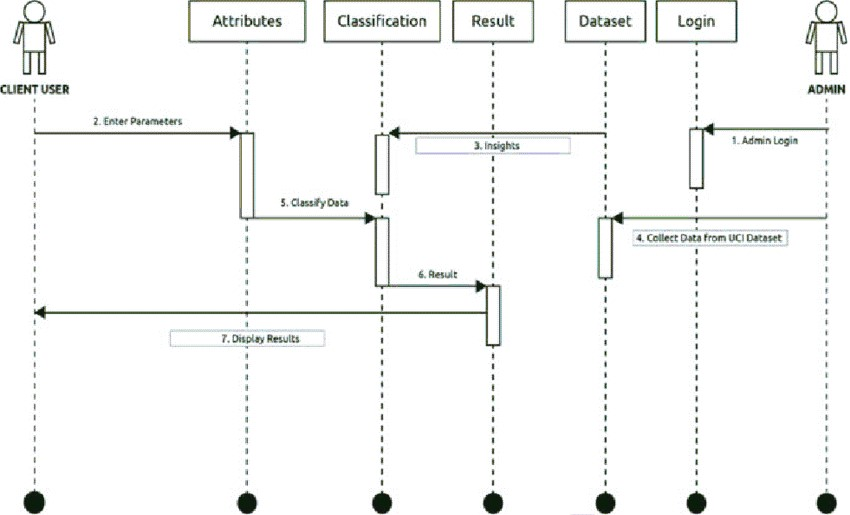 Attributes
Classification
Result
Dataset
Login
CLIENT USER
ADMIN
2. Enter Parameters
3. Insights
1. Admin Login
5. Classify Data
4. Collect Data from UCI Dataset
6. Result
7. Display Results